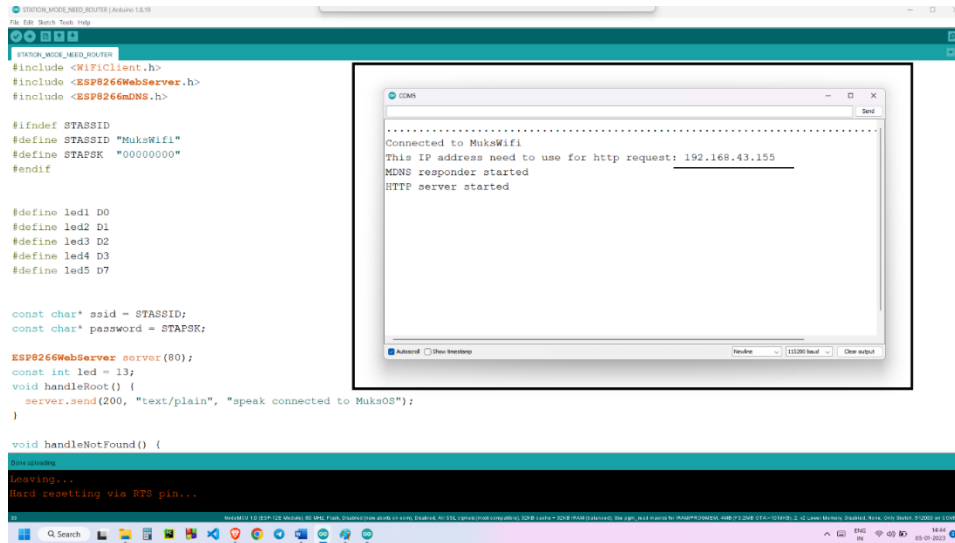 STATION_MODE_NEED_ROUTER | Arduino 1.8.19
File Edit Sketch Tools Help
STATION_MODE_NEED_ROUTER
#include <WiFiClient.h>
#include <ESP8266WebServer.h>
#include <ESP8266mDNS.h>
#ifndef STASSID
#define STASSID "MuksWifi"
#define STAPSK "00000000"
#endif
#define led1 D0
#define led2 D1
#define led3 D2
#define led4 D3
#define led5 D7
const char* ssid = STASSID;
const char* password = STAPSK;
ESP8266WebServer server(80);
const int led = 13;
void handleRoot() {
server.send(200, "text/plain", "speak connected to MuksOS");
}
void handleNotFound() {
COM5
Send
................................................................................
Connected to MuksWifi
This IP address need to use for http request: 192.168.43.155
MDNS responder started
HTTP server started
Autoscroll Show timestamp
Newline
115200 baud
Clear output
Done uploading.
Leaving...
Hard resetting via RTS pin...
Search
ENG
IN
14:44
03-01-2023